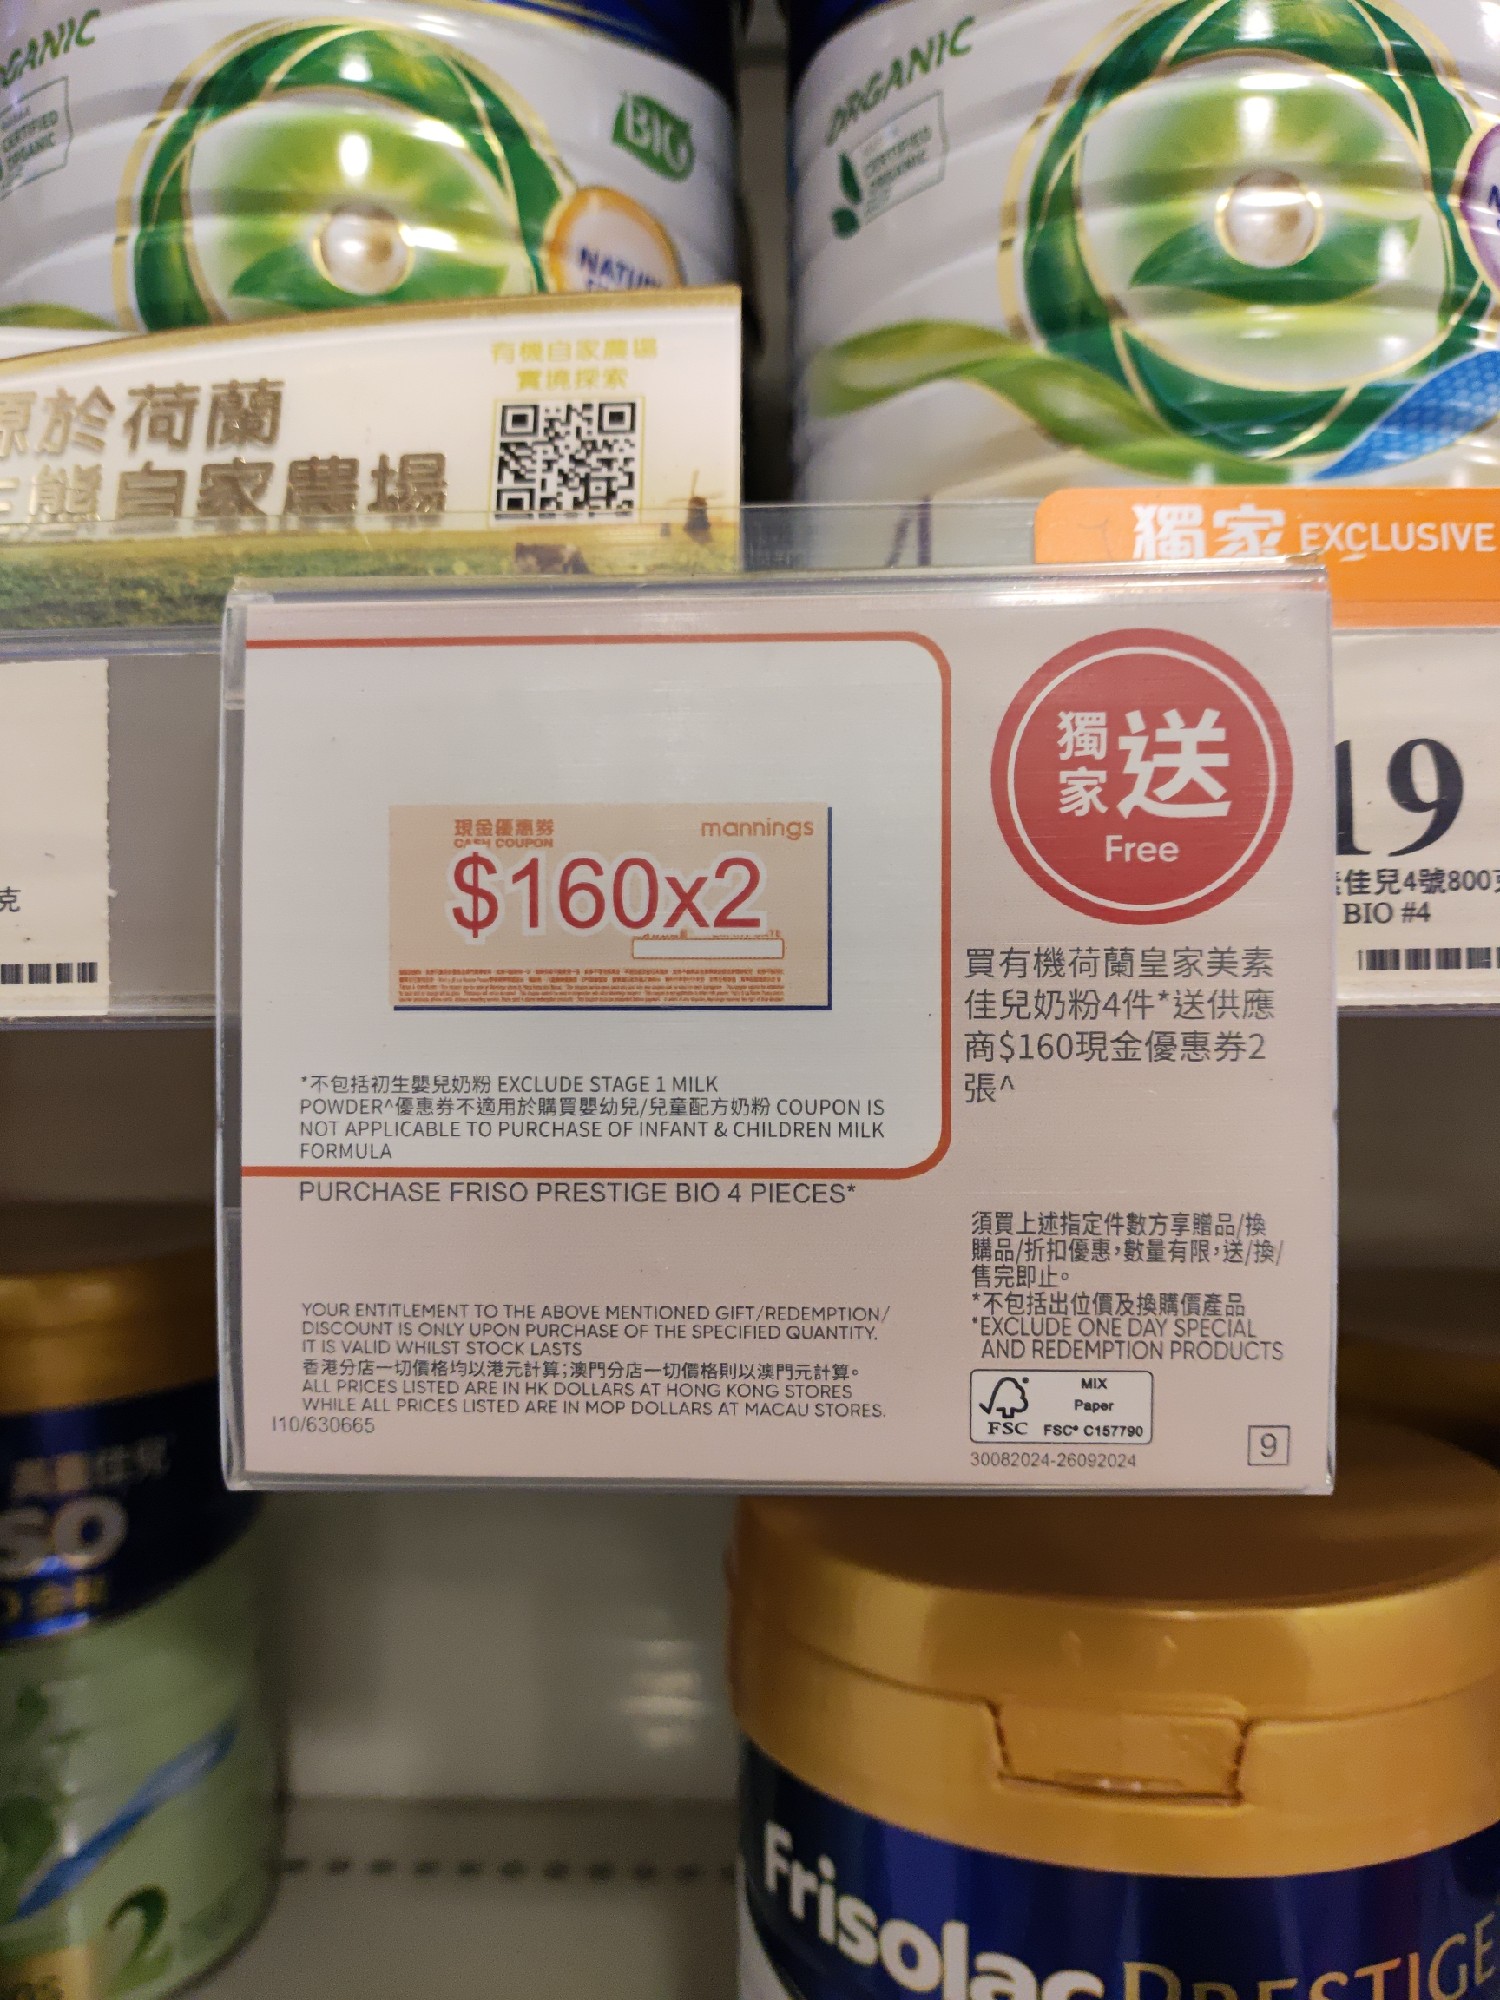 ORGANIC
CERTIFIED
ORGANIC
BIO
ORGANIC
CERTIFIED
ORGANIC
有機自家農場
實境探索
於荷蘭
自家農場
獨家 EXCLUSIVE
現金優惠券
CASH COUPON
mannings
$160x2
獨家送
Free
買有機荷蘭皇家美素
佳兒奶粉4件*送供應
商$160現金優惠券2
張^
*不包括初生嬰兒奶粉 EXCLUDE STAGE 1 MILK
POWDER^優惠券不適用於購買嬰幼兒/兒童配方奶粉 COUPON IS
NOT APPLICABLE TO PURCHASE OF INFANT & CHILDREN MILK
FORMULA
PURCHASE FRISO PRESTIGE BIO 4 PIECES*
須買上述指定件數方享贈品/換
購品/折扣優惠，數量有限，送/換/
售完即止。
*不包括出位價及換購價產品
*EXCLUDE ONE DAY SPECIAL
AND REDEMPTION PRODUCTS
YOUR ENTITLEMENT TO THE ABOVE MENTIONED GIFT/REDEMPTION/
DISCOUNT IS ONLY UPON PURCHASE OF THE SPECIFIED QUANTITY.
IT IS VALID WHILST STOCK LASTS
香港分店一切價格均以港元計算；澳門分店一切價格則以澳門元計算。
ALL PRICES LISTED ARE IN HK DOLLARS AT HONG KONG STORES
WHILE ALL PRICES LISTED ARE IN MOP DOLLARS AT MACAU STORES.
I10/630665
FSC
MIX
Paper
FSC® C157790
30082024-26092024
9
19
佳兒4號800
BIO #4
克
2
Frisolac PRESTIGE